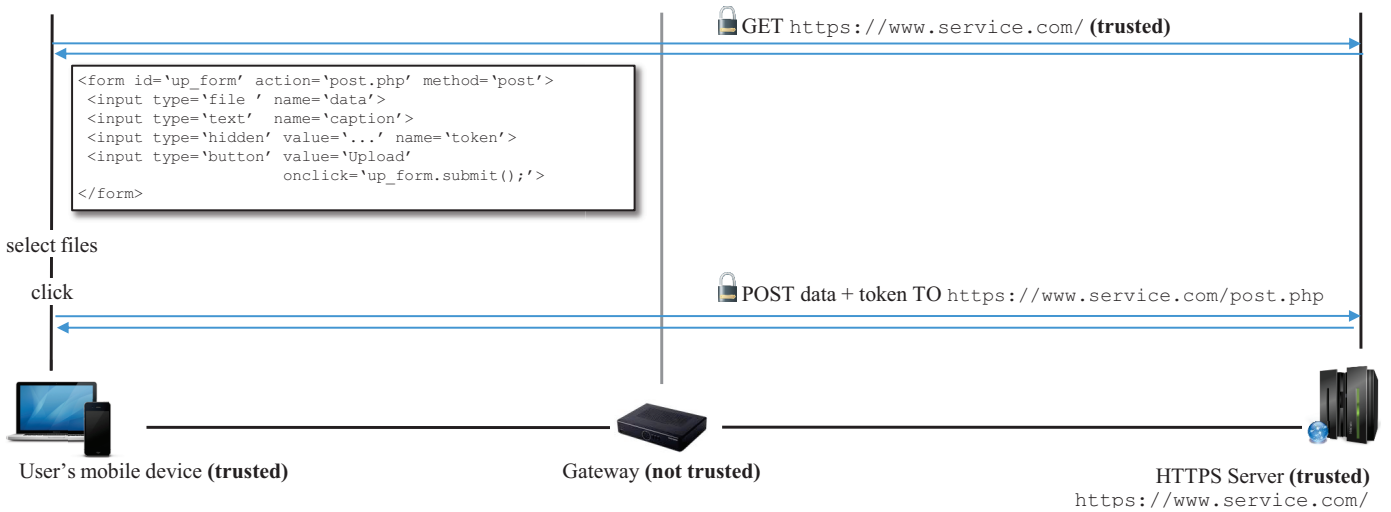 GET https://www.service.com/ (trusted)
<form id=‘up_form’ action=‘post.php’ method=‘post’>
<input type=‘file ’ name=‘data’>
<input type=‘text’ name=‘caption’>
<input type=‘hidden’ value=‘...’ name=‘token’>
<input type=‘button’ value=‘Upload’
onclick=‘up_form.submit();’>
</form>
select files
click
POST data + token TO https://www.service.com/post.php
User’s mobile device (trusted)
Gateway (not trusted)
HTTPS Server (trusted)
https://www.service.com/